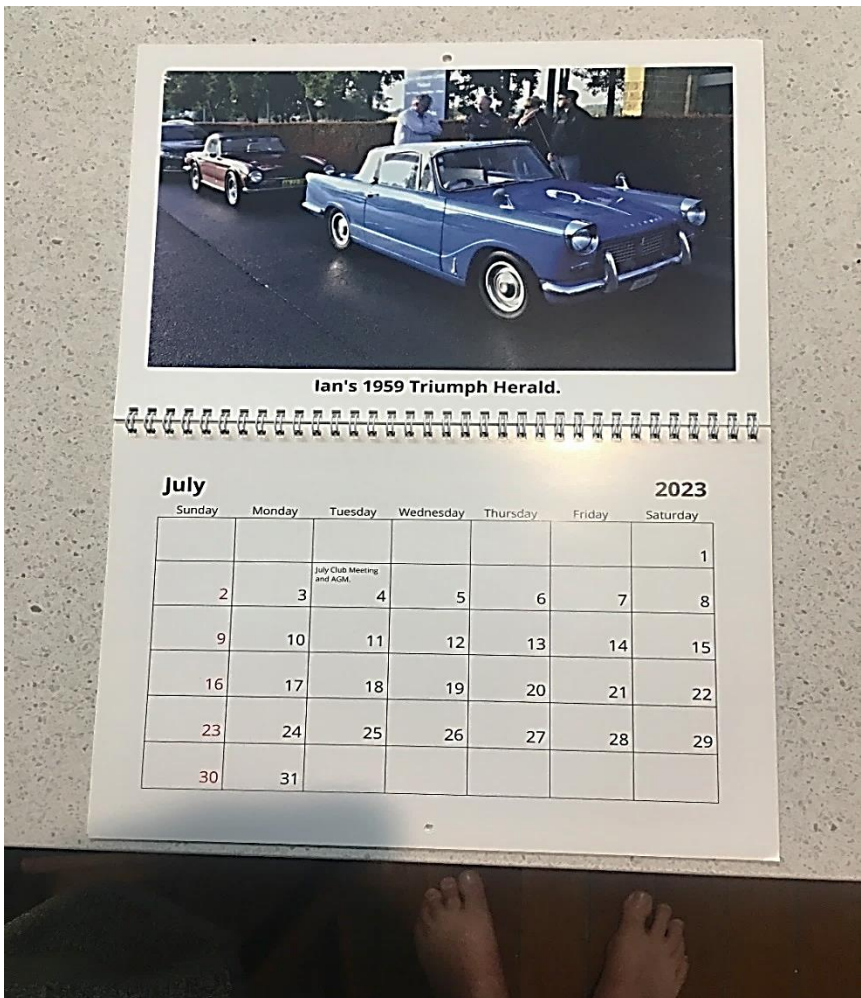 Ian's 1959 Triumph Herald.
July 2023
Sunday Monday Tuesday Wednesday Thursday Friday Saturday
1
July Club Meeting
and AGM.
2 3 4 5 6 7 8
9 10 11 12 13 14 15
16 17 18 19 20 21 22
23 24 25 26 27 28 29
30 31